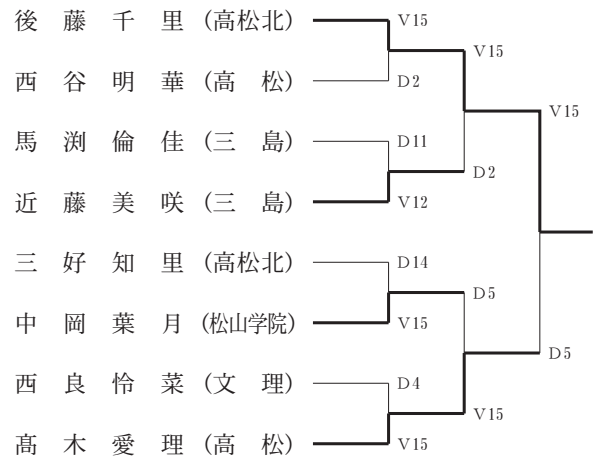 後藤千里(高松北) V15
V15
西谷明華(高松) D2
V15
馬渕倫佳(三島) D11
D2
近藤美咲(三島) V12
三好知里(高松北) D14
D5
中岡葉月(松山学院) V15
D5
西良怜菜(文理) D4
V15
髙木愛理(高松) V15